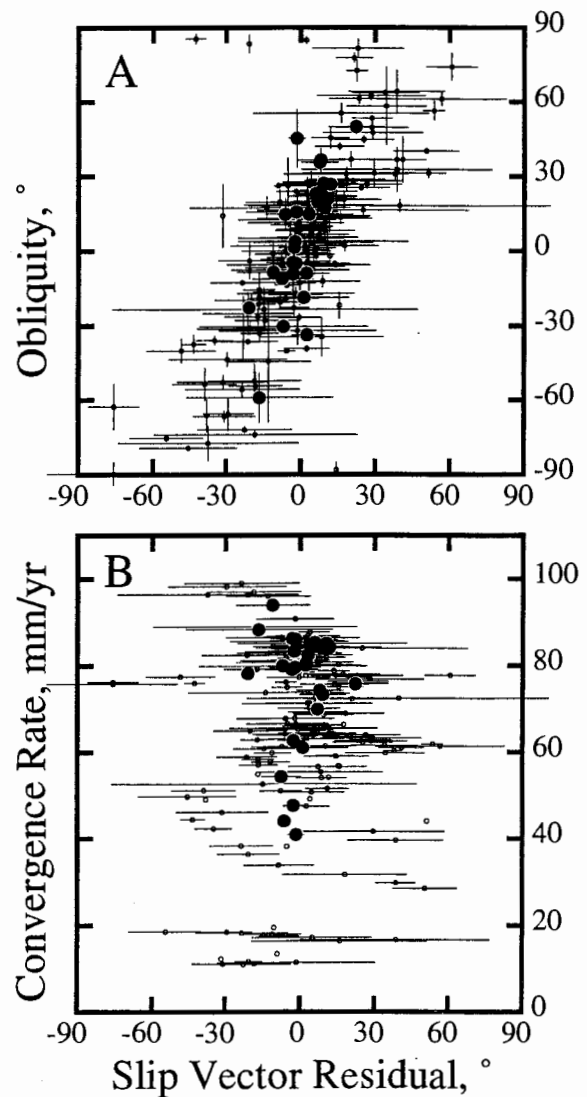 A
Obliquity, °
90
60
30
0
-30
-60
-90
-90 -60 -30 0 30 60 90
B
Convergence Rate, mm/yr
100
80
60
40
20
0
-90 -60 -30 0 30 60 90
Slip Vector Residual, °